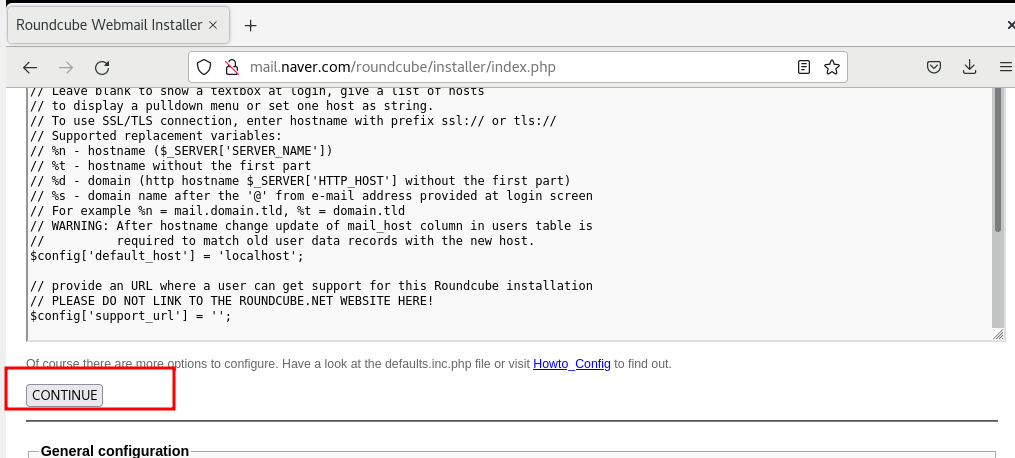 Roundcube Webmail Installer
mail.naver.com/roundcube/installer/index.php
// Leave blank to show a textbox at login, give a list of hosts
// to display a pulldown menu or set one host as string.
// To use SSL/TLS connection, enter hostname with prefix ssl:// or tls://
// Supported replacement variables:
// %n - hostname ($_SERVER['SERVER_NAME'])
// %t - hostname without the first part
// %d - domain (http hostname $_SERVER['HTTP_HOST'] without the first part)
// %s - domain name after the '@' from e-mail address provided at login screen
// For example %n = mail.domain.tld, %t = domain.tld
// WARNING: After hostname change update of mail_host column in users table is
//          required to match old user data records with the new host.
$config['default_host'] = 'localhost';
// provide an URL where a user can get support for this Roundcube installation
// PLEASE DO NOT LINK TO THE ROUNDCUBE.NET WEBSITE HERE!
$config['support_url'] = '';
Of course there are more options to configure. Have a look at the defaults.inc.php file or visit Howto_Config to find out.
CONTINUE
General configuration